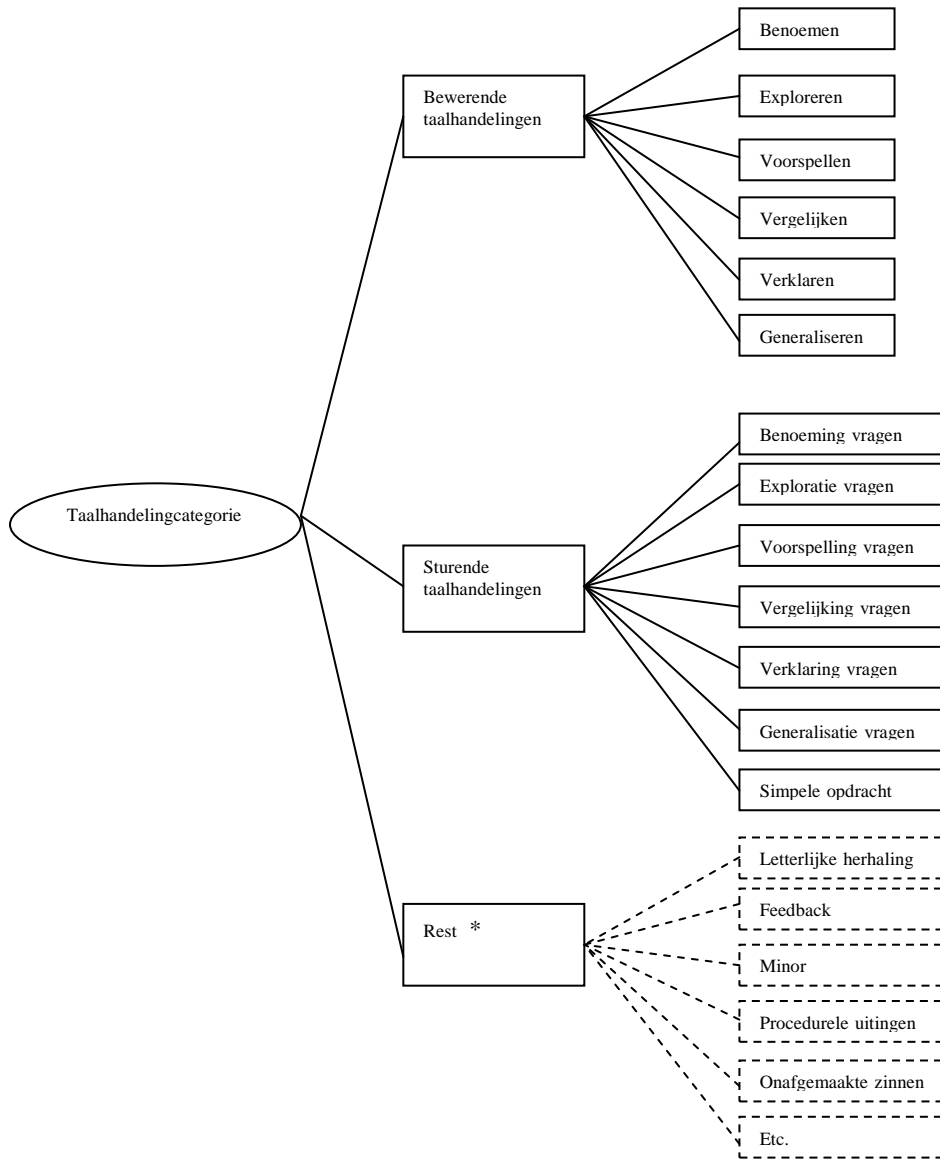 Taalhandelingcategorie
Bewerende
taalhandelingen
Benoemen
Exploreren
Voorspellen
Vergelijken
Verklaren
Generaliseren
Sturende
taalhandelingen
Benoeming vragen
Exploratie vragen
Voorspelling vragen
Vergelijking vragen
Verklaring vragen
Generalisatie vragen
Simpele opdracht
Rest *
Letterlijke herhaling
Feedback
Minor
Procedurele uitingen
Onafgemaakte zinnen
Etc.